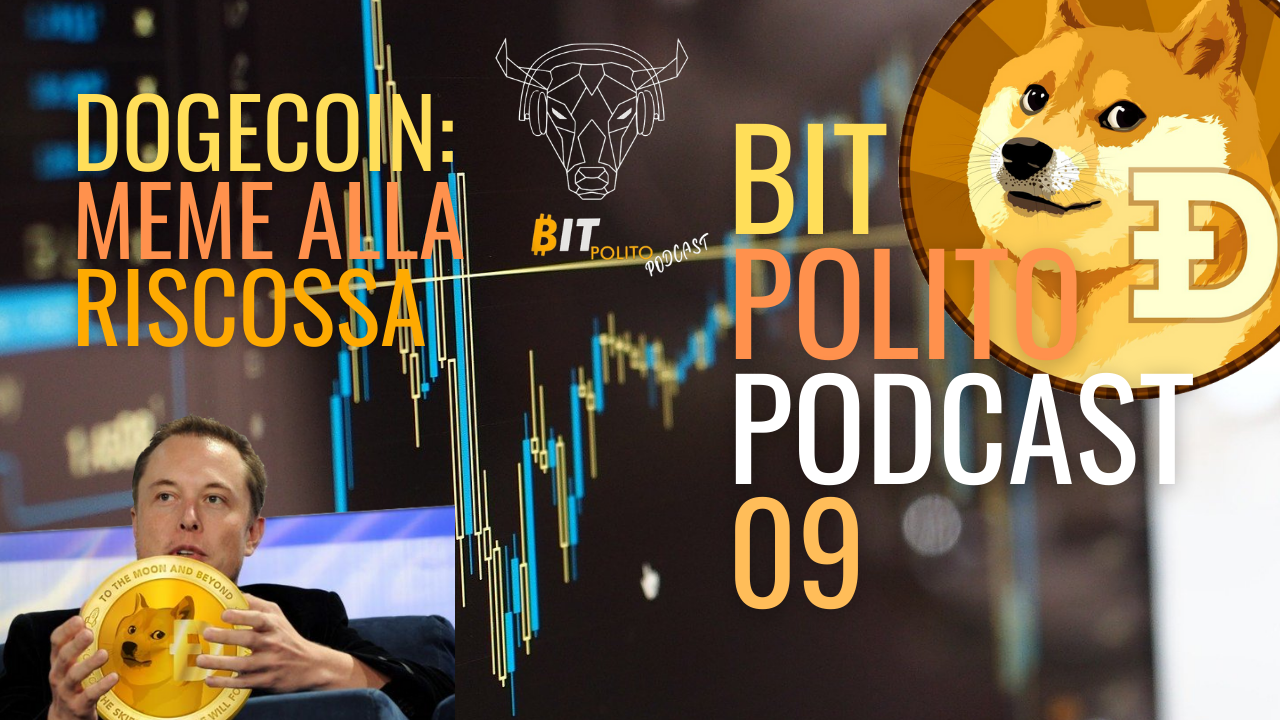 DOGECOIN:
MEME ALLA
RISCOSSA
BIT
POLITO
PODCAST
BIT
POLITO
PODCAST
09
Ð
TO THE MOON AND BEYOND